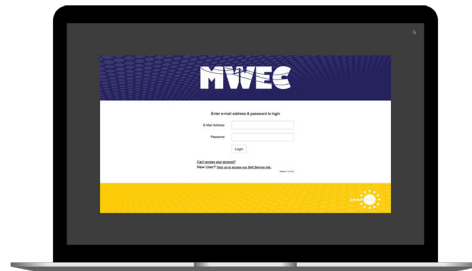 MWEC
Enter e-mail address & password to login
E-Mail Address
Password
Login
Can't access your account?
New User? Sign up to access our Self Service site.